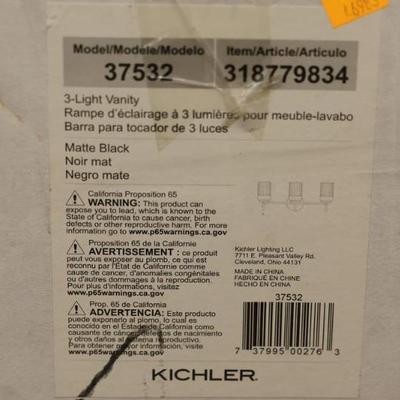 Model/Modèle/Modelo
Item/Article/Artículo
37532
318779834
3-Light Vanity
Rampe d'éclairage à 3 lumières pour meuble-lavabo
Barra para tocador de 3 luces
Matte Black
Noir mat
Negro mate
California Proposition 65
WARNING: This product can
expose you to lead, which is known to the
State of California to cause cancer, birth
defects or other reproductive harm. For
more information go to
www.p65warnings.ca.gov
Proposition 65 de la Californie
AVERTISSEMENT : ce produit
peut vous exposer au plomb, ce qui est
reconnu par l'État de Californie comme
cause de cancer, d'anomalies congénitales
ou d'autres dommages à la reproduction.
Pour plus d'informations, visitez
www.p65warnings.ca.gov
Prop. 65 de California
ADVERTENCIA: Este producto
puede exponerlo al plomo, lo cual es
conocido en el Estado de California como
causante de cáncer, defectos de nacimiento
y otros daños al sistema reproductivo.
Para obtener mayor información, visite
www.p65warnings.ca.gov
Kichler Lighting LLC
7711 E. Pleasant Valley Rd.
Cleveland, Ohio 44131
MADE IN CHINA
FABRIQUÉ EN CHINE
HECHO EN CHINA
37532
7 37995 00276 3
KICHLER